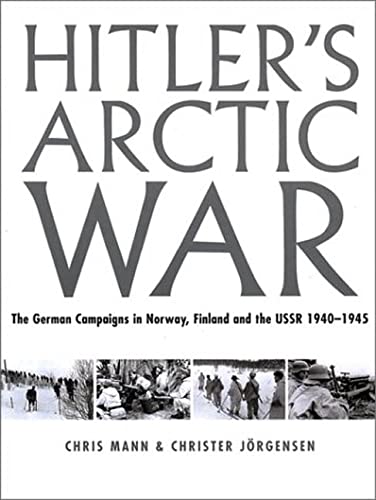 HITLER'S
ARCTIC
WAR
The German Campaigns in Norway, Finland and the USSR 1940–1945
CHRIS MANN & CHRISTER JÖRGENSEN